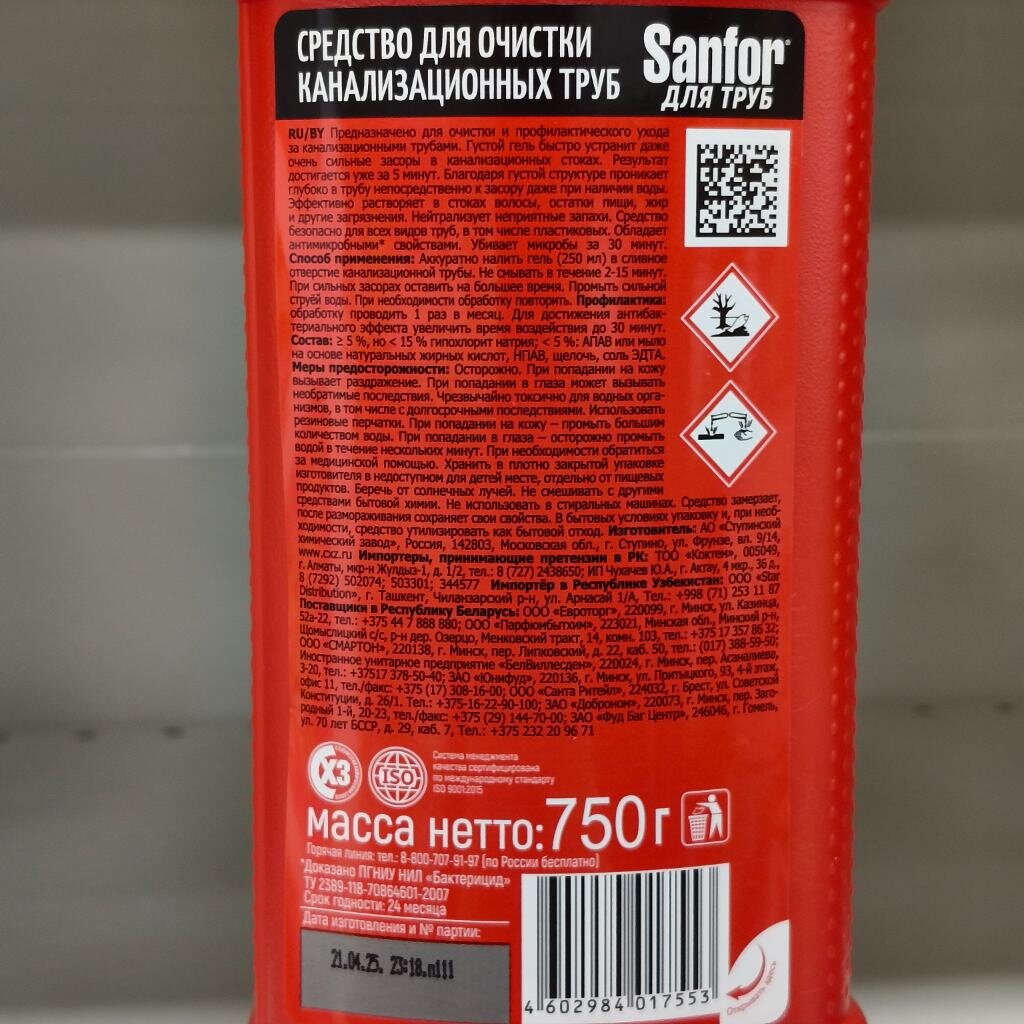 СРЕДСТВО ДЛЯ ОЧИСТКИ
КАНАЛИЗАЦИОННЫХ ТРУБ
Sanfor®
ДЛЯ ТРУБ
RU/BY Предназначено для очистки и профилактического ухода
за канализационными трубами. Густой гель быстро устранит даже
очень сильные засоры в канализационных стоках. Результат
достигается уже за 5 минут. Благодаря густой структуре проникает
глубоко в трубу непосредственно к засору даже при наличии воды.
Эффективно растворяет в стоках волосы, остатки пищи, жир
и другие загрязнения. Нейтрализует неприятные запахи. Средство
безопасно для всех видов труб, в том числе пластиковых. Обладает
антимикробными* свойствами. Убивает микробы за 30 минут.
Способ применения: Аккуратно налить гель (250 мл) в сливное
отверстие канализационной трубы. Не смывать в течение 2-15 минут.
При сильных засорах оставить на большее время. Промыть сильной
струёй воды. При необходимости обработку повторить. Профилактика:
обработку проводить 1 раз в месяц. Для достижения антибак-
териального эффекта увеличить время воздействия до 30 минут.
Состав: ≥ 5 %, но < 15 % гипохлорит натрия; < 5 %: АПАВ или мыло
на основе натуральных жирных кислот, НПАВ, щелочь, соль ЭДТА.
Меры предосторожности: Осторожно. При попадании на кожу
вызывает раздражение. При попадании в глаза может вызывать
необратимые последствия. Чрезвычайно токсично для водных орга-
низмов, в том числе с долгосрочными последствиями. Использовать
резиновые перчатки. При попадании на кожу – промыть большим
количеством воды. При попадании в глаза – осторожно промыть
водой в течение нескольких минут. При необходимости обратиться
за медицинской помощью. Хранить в плотно закрытой упаковке
изготовителя в недоступном для детей месте, отдельно от пищевых
продуктов. Беречь от солнечных лучей. Не смешивать с другими
средствами бытовой химии. Не использовать в стиральных машинах. Средство замерзает,
после размораживания сохраняет свои свойства. В бытовых условиях упаковку и, при необ-
ходимости, средство утилизировать как бытовой отход. Изготовитель: АО «Ступинский
химический завод», Россия, 142803, Московская обл., г. Ступино, ул. Фрунзе, вл. 9/14,
www.cxz.ru Импортеры, принимающие претензии в РК: ТОО «Коктем», 005049,
г. Алматы, мкр-н Жулдыз-1, д. 1/2, тел.: 8 (727) 2438650; ИП Чухачев Ю.А., г. Актау, 4 мкр., 36 д.,
8 (7292) 502074; 503301; 344577 Импортёр в Республике Узбекистан: ООО «Star
Distribution», г. Ташкент, Чиланзарский р-н, ул. Арнасай 1/А, Тел.: +998 (71) 253 11 87
Поставщики в Республику Беларусь: ООО «Евроторг», 220099, г. Минск, ул. Казинца,
52а-22, тел.: +375 44 7 888 880; ООО «Парфюмбытхим», 223021, Минская обл., Минский р-н,
Щомыслицкий с/с, р-н дер. Озерцо, Менковский тракт, 14, комн. 103, тел.: +375 17 357 86 32;
ООО «СМАРТОН», 220138, г. Минск, пер. Липковский, д. 22, каб. 50, тел.: (017) 388-59-50;
Иностранное унитарное предприятие «БелВиллесден», 220024, г. Минск, пер. Асаналиева,
3-20, тел.: +37517 378-50-40; ЗАО «Юнифуд», 220136, г. Минск, ул. Притыцкого, 93, 4-й этаж,
офис 11, тел./факс: +375 (17) 308-16-00; ООО «Санта Ритейл», 224032, г. Брест, ул. Советской
Конституции, д. 26/1. Тел.: +375-16-22-90-100; ЗАО «Доброном», 220073, г. Минск, пер. Заго-
родный 1-й, 20-23, тел./факс: +375 (29) 144-70-00; ЗАО «Фуд Баг Центр», 246046, г. Гомель,
ул. 70 лет БССР, д. 29, каб. 7, Тел.: +375 232 20 96 71
СХЗ
ISO
Система менеджмента
качества сертифицирована
по международному стандарту
ISO 9001:2015
масса нетто: 750 г
Горячая линия: тел.: 8-800-707-91-97 (по России бесплатно)
*Доказано ПГНИУ НИЛ «Бактерицид»
ТУ 2389-118-70864601-2007
Срок годности: 24 месяца
Дата изготовления и № партии:
21.04.25. 23:18.п111
4 602984 017553
Открывать здесь